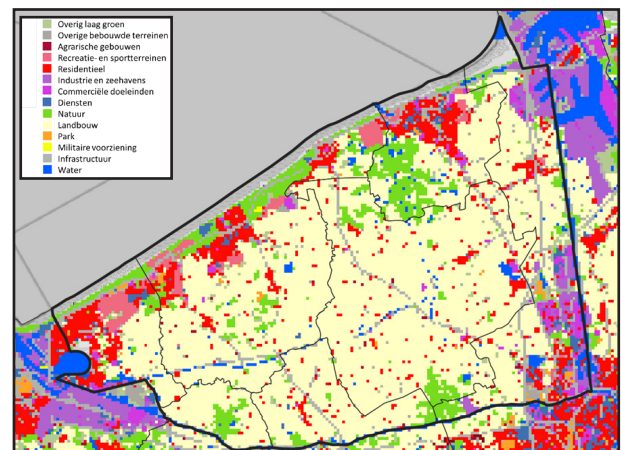 Overig laag groen
Overige bebouwde terreinen
Agrarische gebouwen
Recreatie- en sportterreinen
Residentieel
Industrie en zeehavens
Commerciële doeleinden
Diensten
Natuur
Landbouw
Park
Militaire voorziening
Infrastructuur
Water